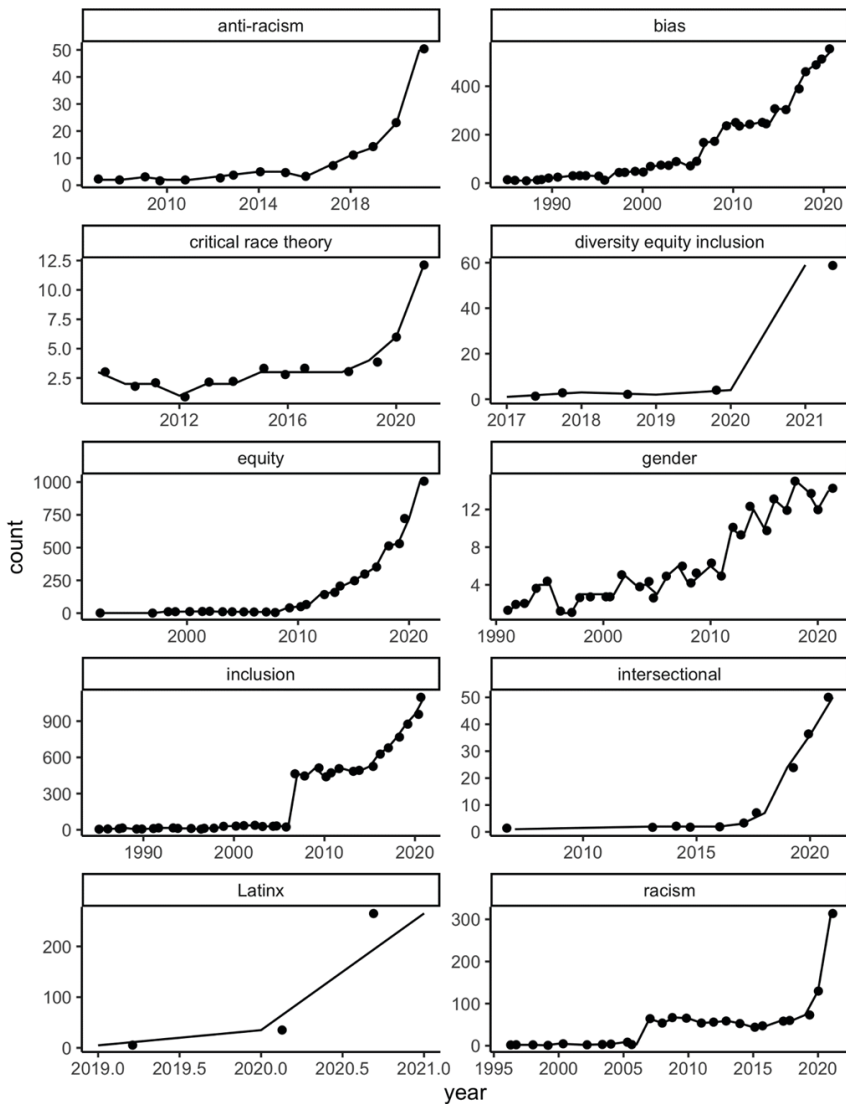 anti-racism
50
40
30
20
10
0
2010 2014 2018
bias
400
200
0
1990 2000 2010 2020
critical race theory
12.5
10.0
7.5
5.0
2.5
2012 2016 2020
diversity equity inclusion
60
40
20
0
2017 2018 2019 2020 2021
equity
1000
750
500
250
0
2000 2010 2020
gender
12
8
4
1990 2000 2010 2020
inclusion
900
600
300
0
1990 2000 2010 2020
intersectional
50
40
30
20
10
0
2010 2015 2020
Latinx
200
100
0
2019.0 2019.5 2020.0 2020.5 2021.0
racism
300
200
100
0
1995 2000 2005 2010 2015 2020
count
year